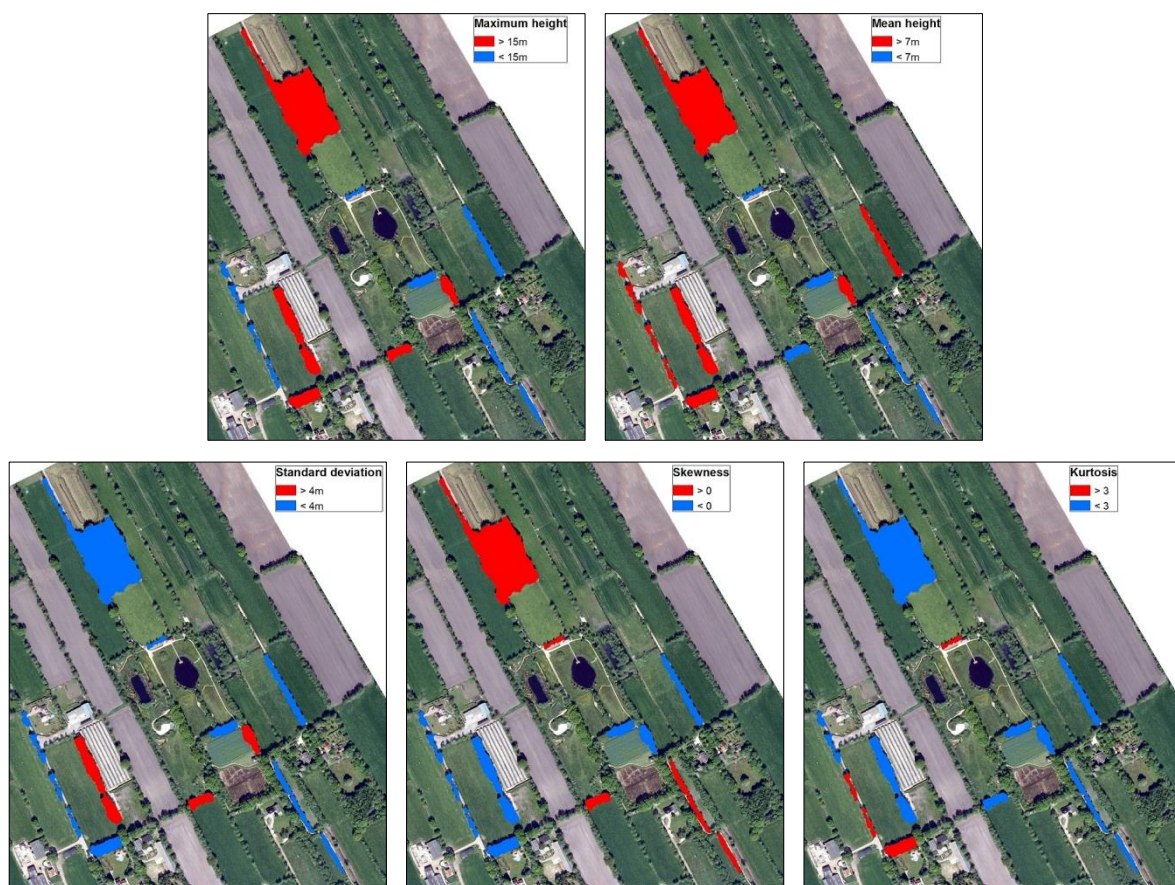 Maximum height
> 15m
< 15m
Mean height
> 7m
< 7m
Standard deviation
> 4m
< 4m
Skewness
> 0
< 0
Kurtosis
> 3
< 3